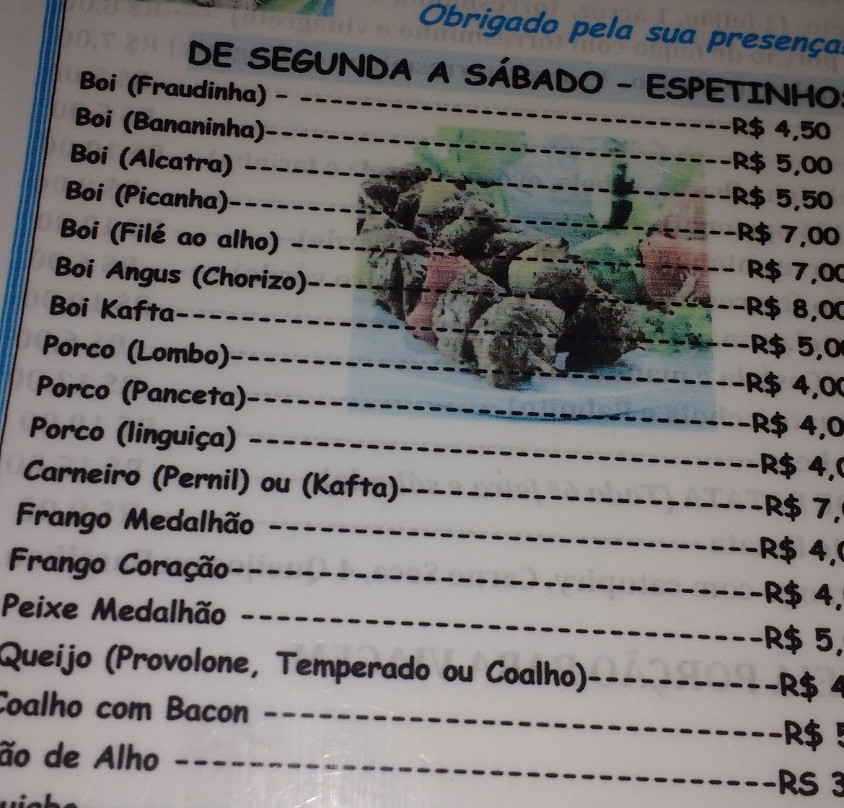 Obrigado pela sua presença
DE SEGUNDA A SÁBADO - ESPETINHOS
Boi (Fraudinha) - ----------------------------------R$ 4,50
Boi (Bananinha)-----------------------------------R$ 5,00
Boi (Alcatra) ------------------------------------R$ 5,50
Boi (Picanha)-------------------------------------R$ 7,00
Boi (Filé ao alho) -------------------------------- R$ 7,00
Boi Angus (Chorizo)--------------------------------R$ 8,00
Boi Kafta-----------------------------------------R$ 5,00
Porco (Lombo)-------------------------------------R$ 4,00
Porco (Panceta)-----------------------------------R$ 4,0
Porco (linguiça) -----------------------------------R$ 4,0
Carneiro (Pernil) ou (Kafta)-------------------------R$ 7,
Frango Medalhão ----------------------------------R$ 4,0
Frango Coração------------------------------------R$ 4,
Peixe Medalhão -----------------------------------R$ 5,
Queijo (Provolone, Temperado ou Coalho)------------R$ 4
Coalho com Bacon ----------------------------------R$ 5
ão de Alho ----------------------------------------RS 3